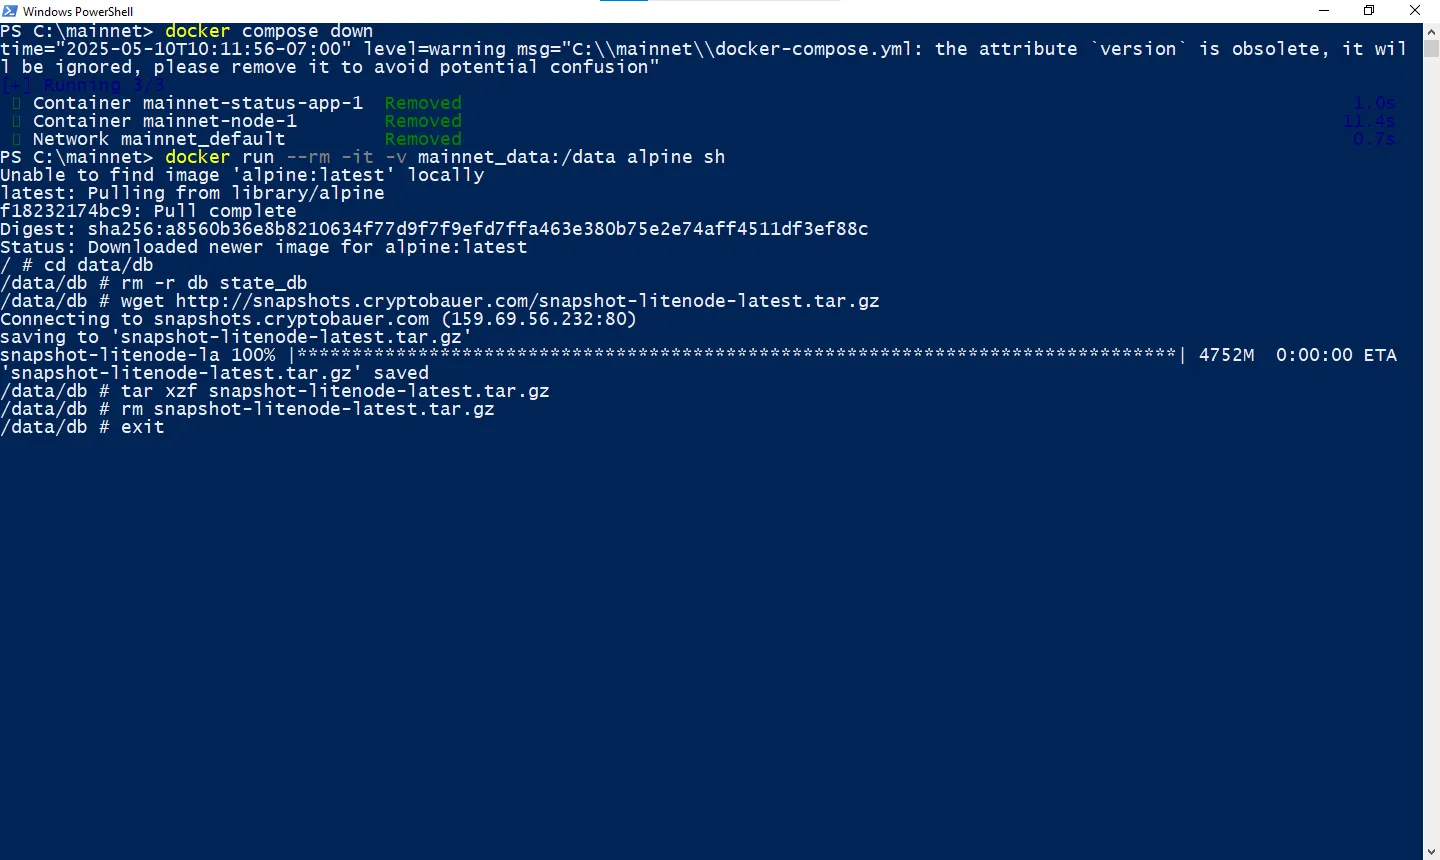 Windows PowerShell
PS C:\mainnet> docker compose down
time="2025-05-10T10:11:56-07:00" level=warning msg="C:\\mainnet\\docker-compose.yml: the attribute `version` is obsolete, it wil
l be ignored, please remove it to avoid potential confusion"
[+] Running 3/3
Container mainnet-status-app-1 Removed 1.0s
Container mainnet-node-1 Removed 11.4s
Network mainnet_default Removed 0.7s
PS C:\mainnet> docker run --rm -it -v mainnet_data:/data alpine sh
Unable to find image 'alpine:latest' locally
latest: Pulling from library/alpine
f18232174bc9: Pull complete
Digest: sha256:a8560b36e8b8210634f77d9f7f9efd7ffa463e380b75e2e74aff4511df3ef88c
Status: Downloaded newer image for alpine:latest
/ # cd data/db
/data/db # rm -r db state_db
/data/db # wget http://snapshots.cryptobauer.com/snapshot-litenode-latest.tar.gz
Connecting to snapshots.cryptobauer.com (159.69.56.232:80)
saving to 'snapshot-litenode-latest.tar.gz'
snapshot-litenode-la 100% |********************************************************************************| 4752M 0:00:00 ETA
'snapshot-litenode-latest.tar.gz' saved
/data/db # tar xzf snapshot-litenode-latest.tar.gz
/data/db # rm snapshot-litenode-latest.tar.gz
/data/db # exit